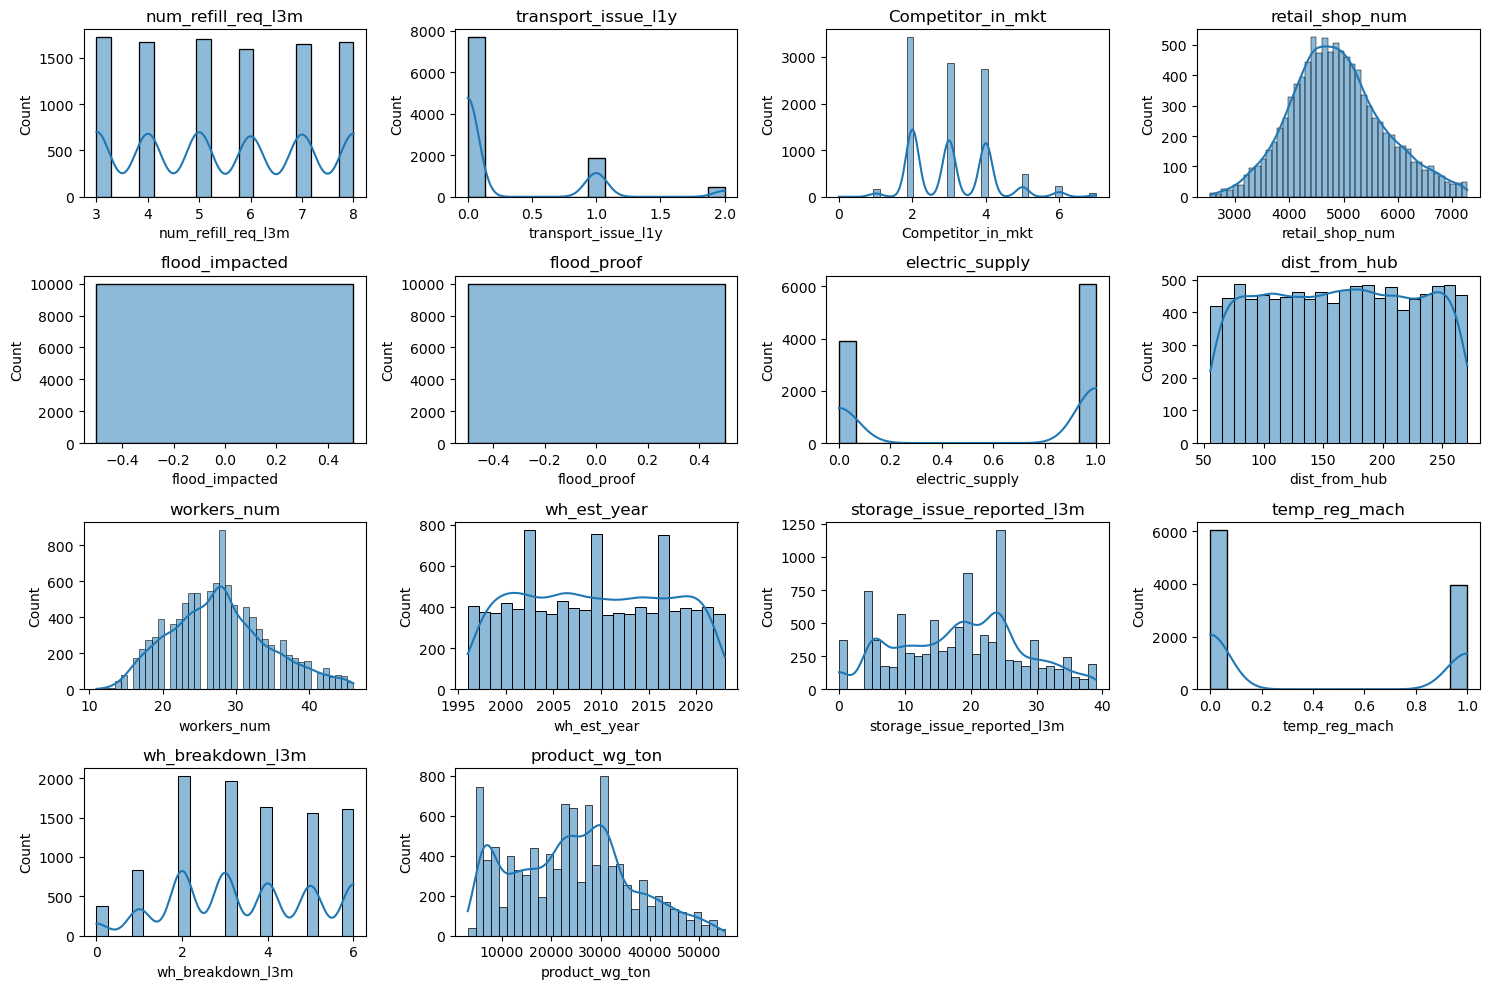 num_refill_req_l3m
transport_issue_l1y
Competitor_in_mkt
retail_shop_num
Count
1500
1000
500
0
3 4 5 6 7 8
num_refill_req_l3m
Count
8000
6000
4000
2000
0
0.0 0.5 1.0 1.5 2.0
transport_issue_l1y
Count
3000
2000
1000
0
0 2 4 6
Competitor_in_mkt
Count
500
400
300
200
100
0
3000 4000 5000 6000 7000
retail_shop_num
flood_impacted
flood_proof
electric_supply
dist_from_hub
Count
10000
8000
6000
4000
2000
0
−0.4 −0.2 0.0 0.2 0.4
flood_impacted
Count
10000
8000
6000
4000
2000
0
−0.4 −0.2 0.0 0.2 0.4
flood_proof
Count
6000
4000
2000
0
0.0 0.2 0.4 0.6 0.8 1.0
electric_supply
Count
500
400
300
200
100
0
50 100 150 200 250
dist_from_hub
workers_num
wh_est_year
storage_issue_reported_l3m
temp_reg_mach
Count
800
600
400
200
0
10 20 30 40
workers_num
Count
800
600
400
200
0
1995 2000 2005 2010 2015 2020
wh_est_year
Count
1250
1000
750
500
250
0
0 10 20 30 40
storage_issue_reported_l3m
Count
6000
4000
2000
0
0.0 0.2 0.4 0.6 0.8 1.0
temp_reg_mach
wh_breakdown_l3m
product_wg_ton
Count
2000
1500
1000
500
0
0 2 4 6
wh_breakdown_l3m
Count
800
600
400
200
0
10000 20000 30000 40000 50000
product_wg_ton